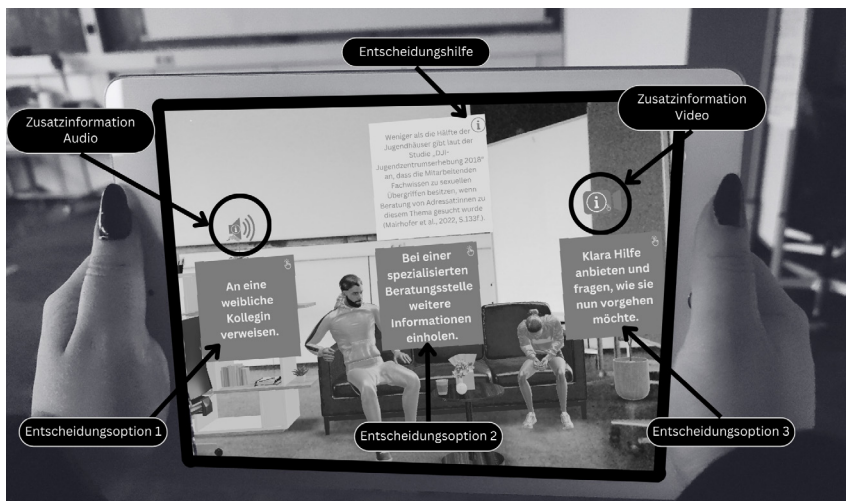 Entscheidungshilfe
Zusatzinformation
Audio
Zusatzinformation
Video
Weniger als die Hälfte der
Jugendhäuser gibt laut der
Studie „DJI-
Jugendzentrumserhebung 2018"
an, dass die Mitarbeitenden
Fachwissen zu sexuellen
Übergriffen besitzen, wenn
Beratung von Adressat:innen zu
diesem Thema gesucht wurde
(Mairhofer et al., 2022, S.133f.).
An eine
weibliche
Kollegin
verweisen.
Bei einer
spezialisierten
Beratungsstelle
weitere
Informationen
einholen.
Klara Hilfe
anbieten und
fragen, wie sie
nun vorgehen
möchte.
Entscheidungsoption 1
Entscheidungsoption 2
Entscheidungsoption 3